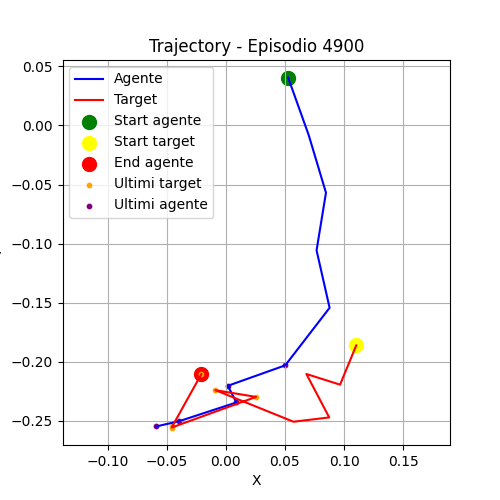 Trajectory - Episodio 4900
0.05
0.00
−0.05
−0.10
−0.15
−0.20
−0.25
Agente
Target
Start agente
Start target
End agente
Ultimi target
Ultimi agente
−0.10
−0.05
0.00
0.05
0.10
0.15
X